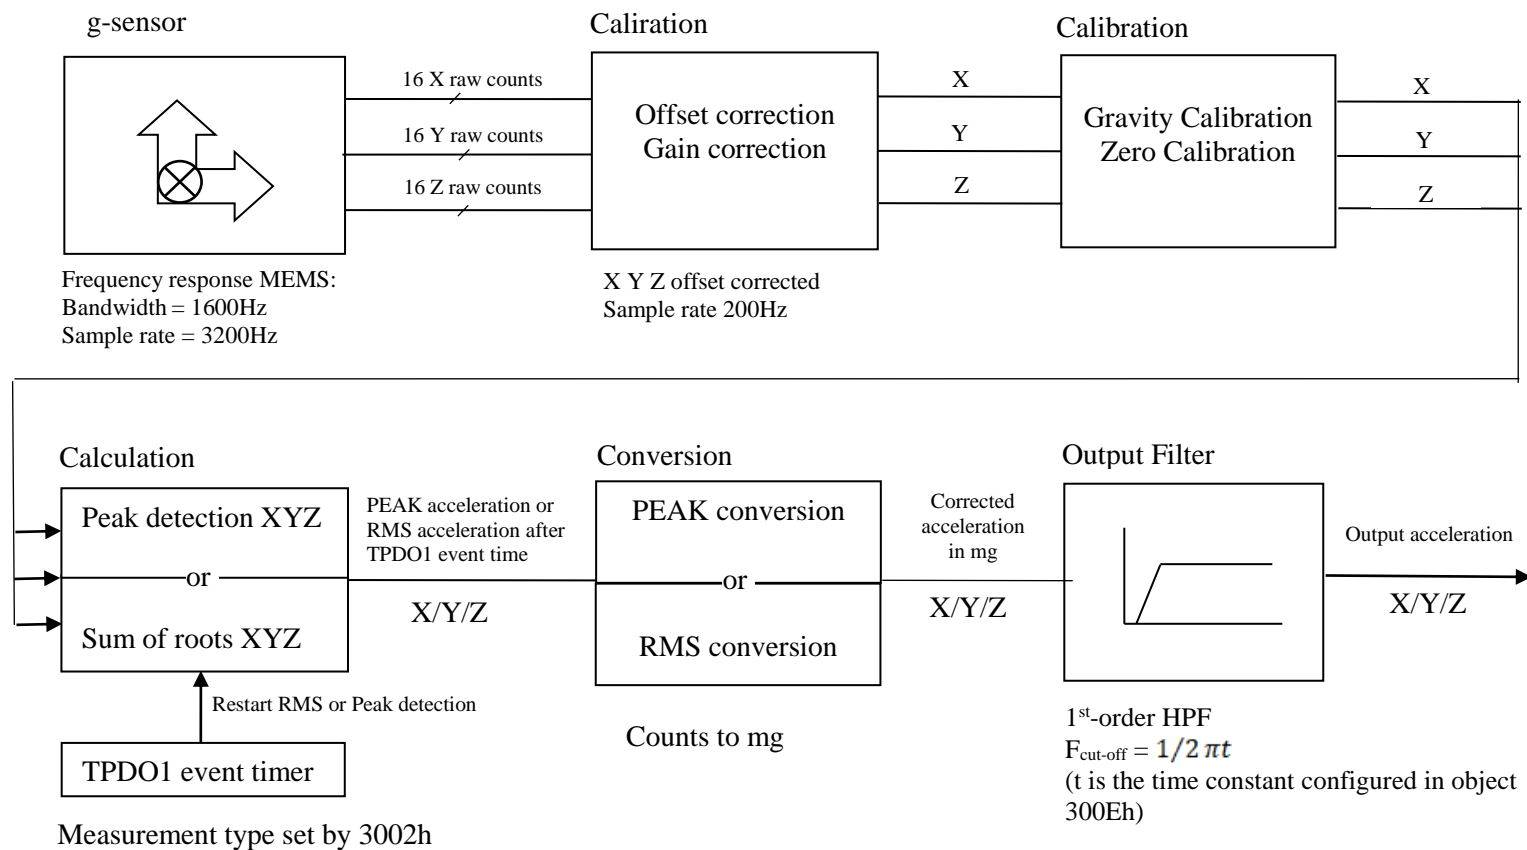 g-sensor
Caliration
Calibration
16 X raw counts
16 Y raw counts
16 Z raw counts
Offset correction
Gain correction
X
Y
Z
Gravity Calibration
Zero Calibration
X
Y
Z
Frequency response MEMS:
Bandwidth = 1600Hz
Sample rate = 3200Hz
X Y Z offset corrected
Sample rate 200Hz
Calculation
Conversion
Output Filter
Peak detection XYZ
or
Sum of roots XYZ
PEAK acceleration or
RMS acceleration after
TPDO1 event time
X/Y/Z
PEAK conversion
or
RMS conversion
Corrected
acceleration
in mg
X/Y/Z
Output acceleration
X/Y/Z
Restart RMS or Peak detection
TPDO1 event timer
Measurement type set by 3002h
Counts to mg
1st-order HPF
Fcut-off = 1/2 πt
(t is the time constant configured in object
300Eh)